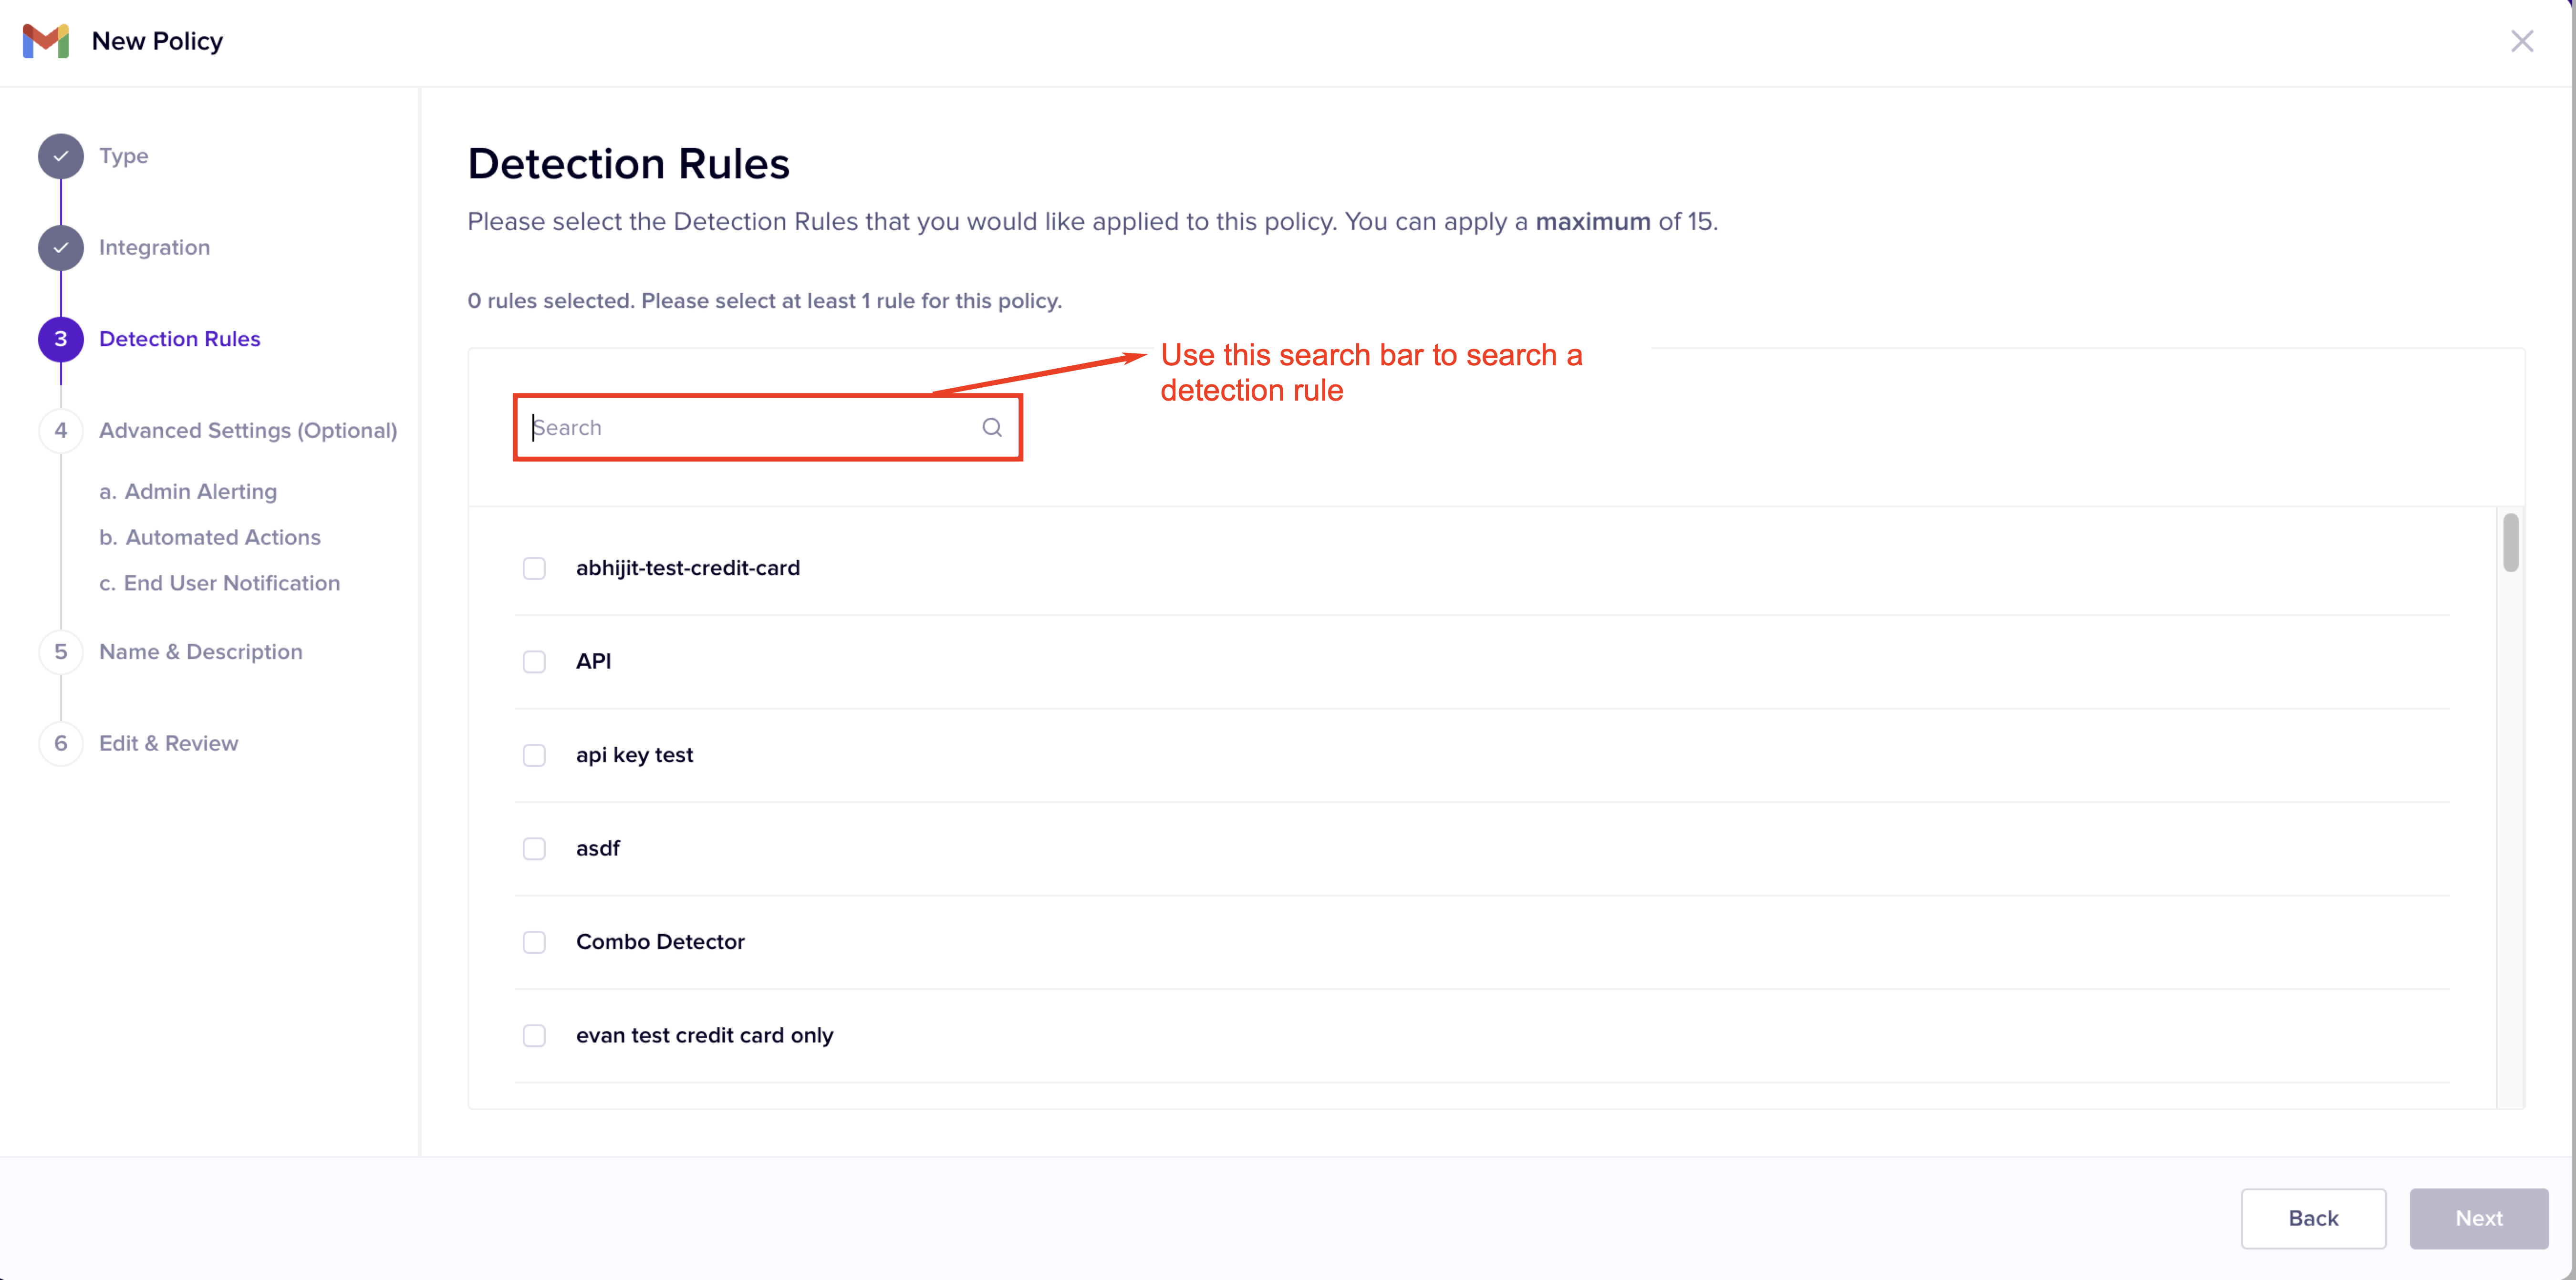 New Policy
Type
Integration
3 Detection Rules
4 Advanced Settings (Optional)
a. Admin Alerting
b. Automated Actions
c. End User Notification
5 Name & Description
6 Edit & Review
Detection Rules
Please select the Detection Rules that you would like applied to this policy. You can apply a maximum of 15.
0 rules selected. Please select at least 1 rule for this policy.
Use this search bar to search a
detection rule
Search
abhijit-test-credit-card
API
api key test
asdf
Combo Detector
evan test credit card only
Back
Next